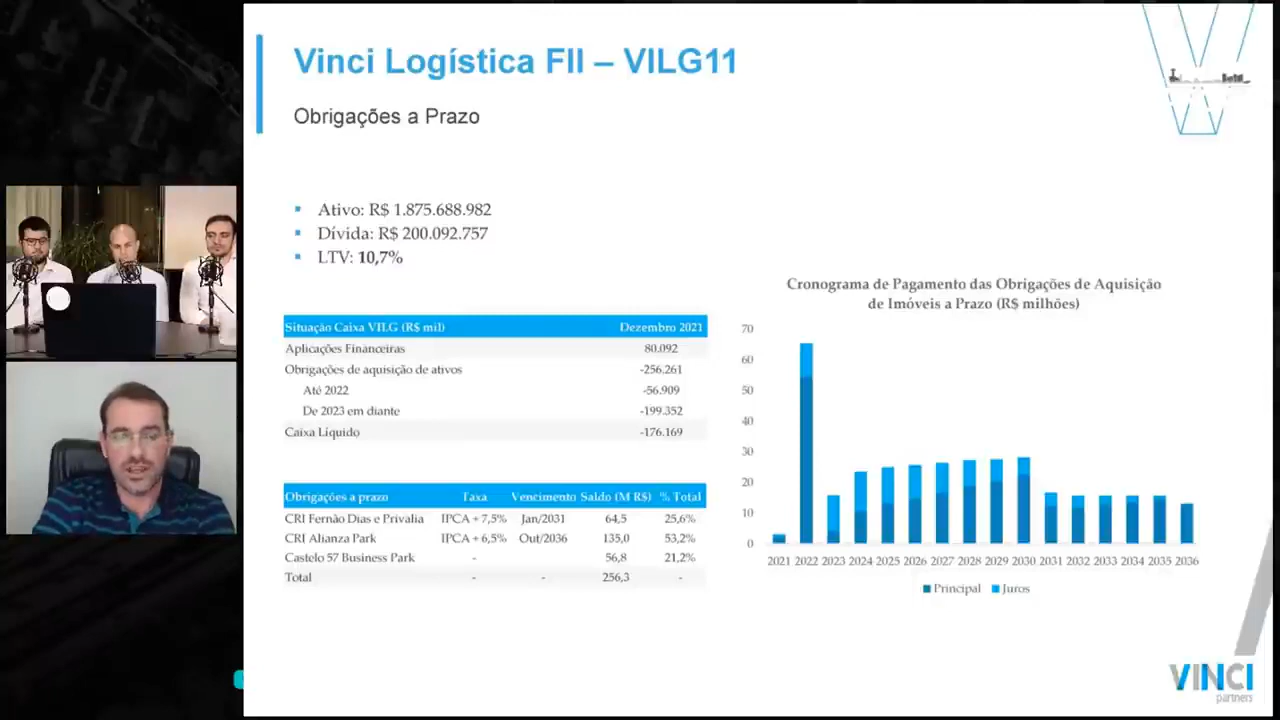 Vinci Logística FII – VILG11
Obrigações a Prazo
Ativo: R$ 1.875.688.982
Dívida: R$ 200.092.757
LTV: 10,7%
Situação Caixa VILG (R$ mil) Dezembro 2021
Aplicações Financeiras 80.092
Obrigações de aquisição de ativos -256.261
Até 2022 -56.909
De 2023 em diante -199.352
Caixa Líquido -176.169
Obrigações a prazo Taxa Vencimento Saldo (M R$) % Total
CRI Fernão Dias e Privalia IPCA + 7,5% Jan/2031 64,5 25,6%
CRI Alianza Park IPCA + 6,5% Out/2036 135,0 53,2%
Castelo 57 Business Park - 56,8 21,2%
Total - - 256,3 -
Cronograma de Pagamento das Obrigações de Aquisição
de Imóveis a Prazo (R$ milhões)
70
60
50
40
30
20
10
0
2021 2022 2023 2024 2025 2026 2027 2028 2029 2030 2031 2032 2033 2034 2035 2036
Principal Juros
VINCI
partners